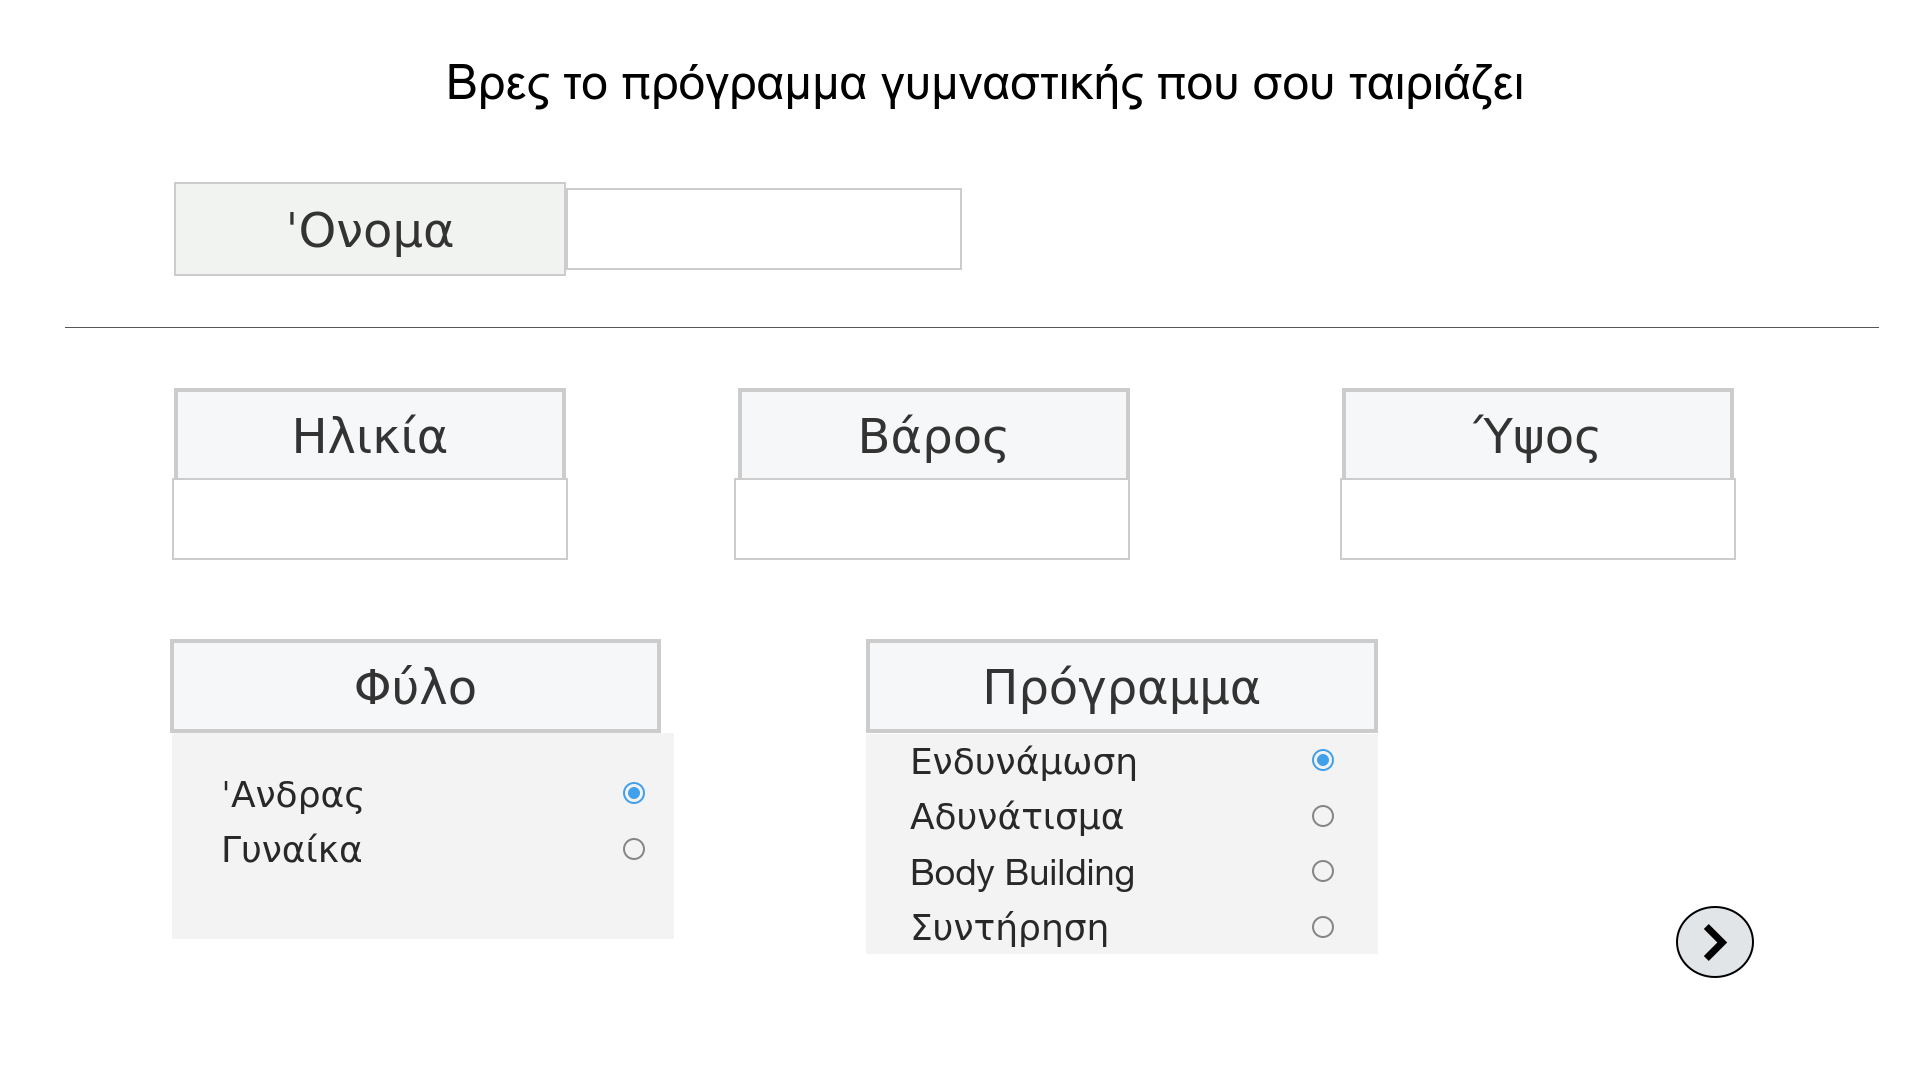 Βρες το πρόγραμμα γυμναστικής που σου ταιριάζει
'Ονομα
Ηλικία
Βάρος
Ύψος
Φύλο
'Ανδρας
Γυναίκα
Πρόγραμμα
Ενδυνάμωση
Αδυνάτισμα
Body Building
Συντήρηση